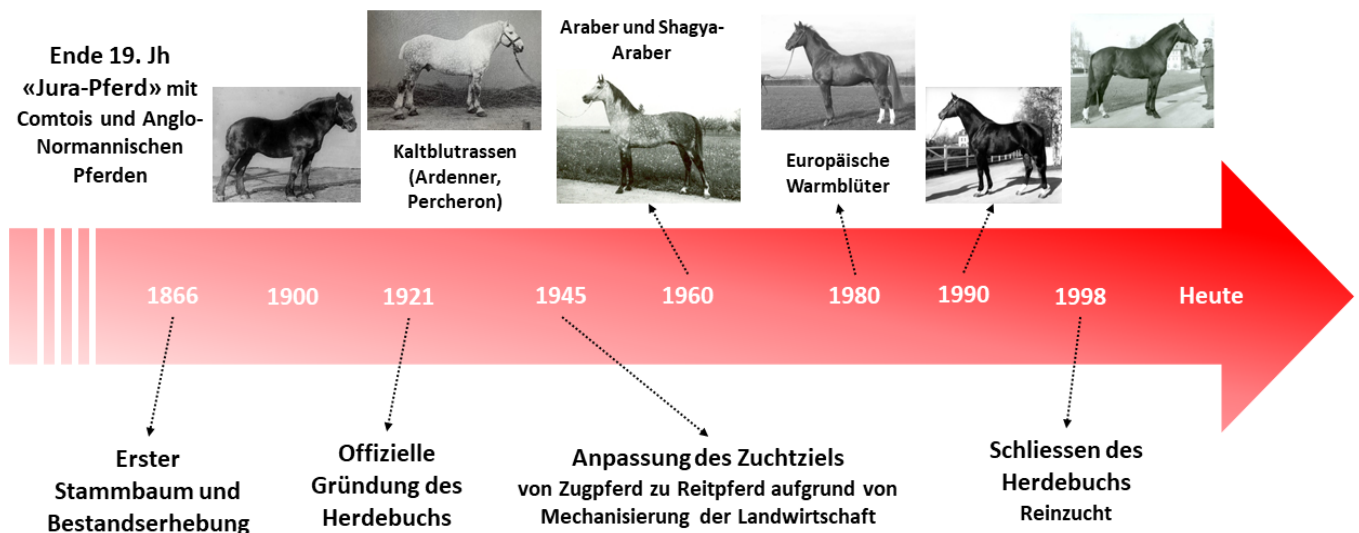 Ende 19. Jh
«Jura-Pferd» mit
Comtois und Anglo-
Normannischen
Pferden
Kaltblutrassen
(Ardenner,
Percheron)
Araber und Shagya-
Araber
Europäische
Warmblüter
1866
1900
1921
1945
1960
1980
1990
1998
Heute
Erster
Stammbaum und
Bestandserhebung
Offizielle
Gründung des
Herdebuchs
Anpassung des Zuchtziels
von Zugpferd zu Reitpferd aufgrund von
Mechanisierung der Landwirtschaft
Schliessen des
Herdebuchs
Reinzucht